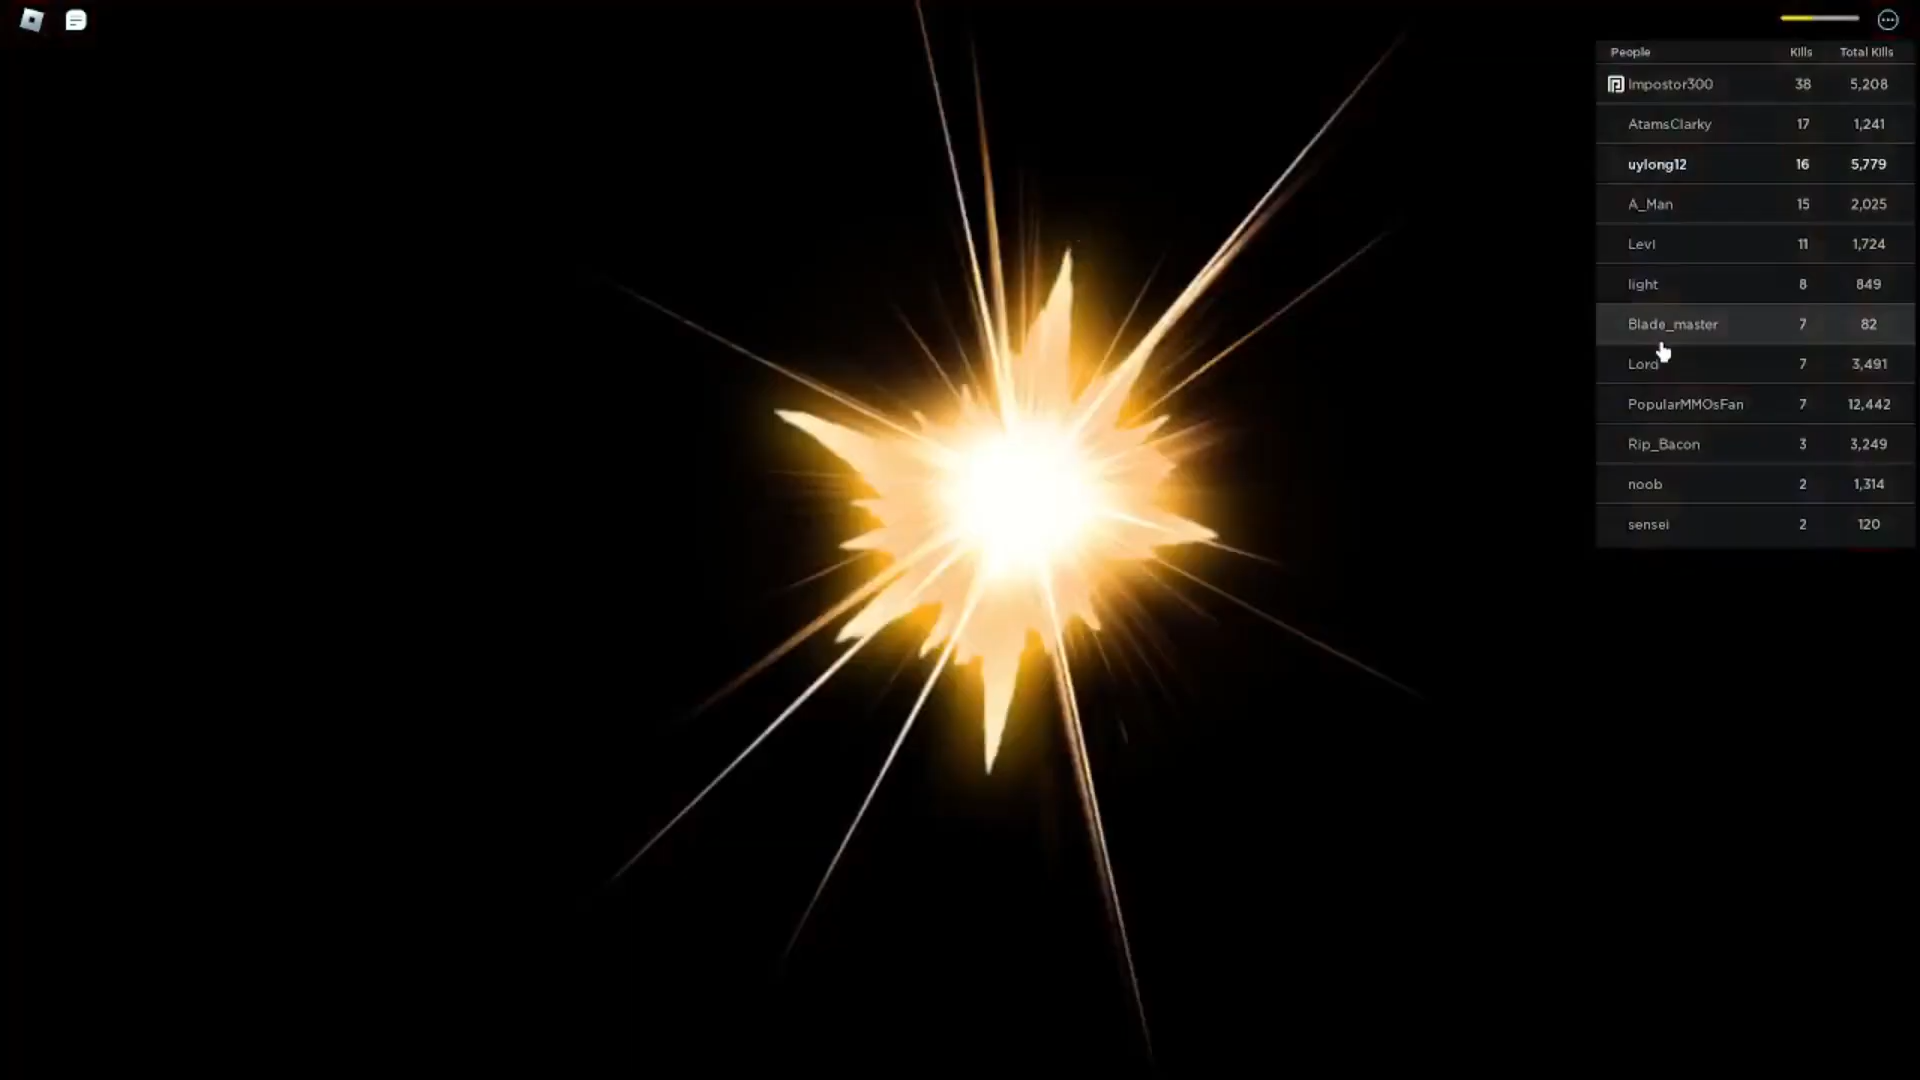 People Kills Total Kills
Impostor300 38 5,208
AtamsClarky 17 1,241
uylong12 16 5,779
A_Man 15 2,025
Levi 11 1,724
light 8 849
Blade_master 7 82
Lord 7 3,491
PopularMMOsFan 7 12,442
Rip_Bacon 3 3,249
noob 2 1,314
sensei 2 120